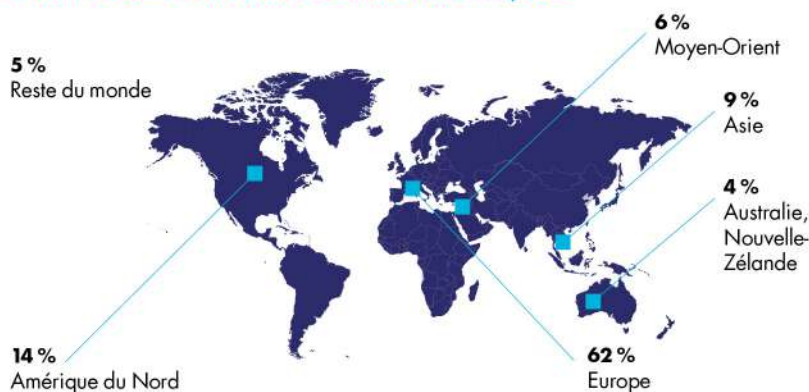 6 %
Moyen-Orient
5 %
Reste du monde
9 %
Asie
4 %
Australie,
Nouvelle-
Zélande
14 %
Amérique du Nord
62 %
Europe